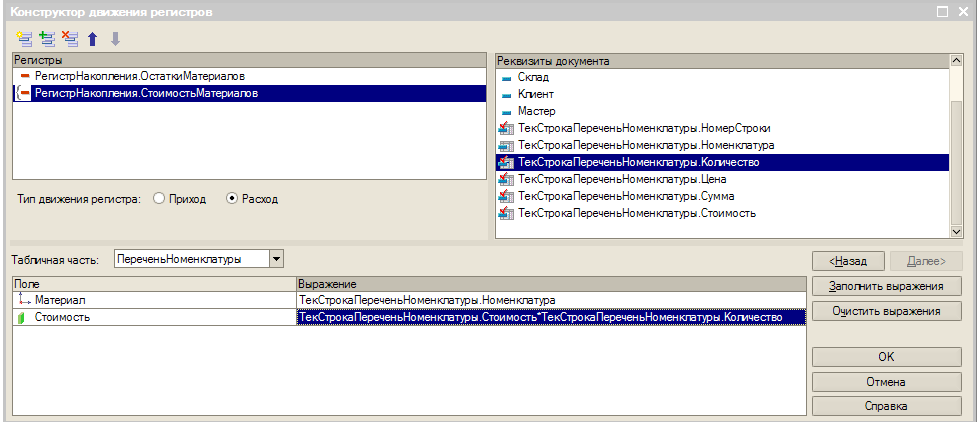 Конструктор движения регистров
Регистры
РегистрНакопления.ОстаткиМатериалов
РегистрНакопления.СтоимостьМатериалов
Реквизиты документа
Склад
Клиент
Мастер
ТекСтрокаПереченьНоменклатуры.НомерСтроки
ТекСтрокаПереченьНоменклатуры.Номенклатура
ТекСтрокаПереченьНоменклатуры.Количество
ТекСтрокаПереченьНоменклатуры.Цена
ТекСтрокаПереченьНоменклатуры.Сумма
ТекСтрокаПереченьНоменклатуры.Стоимость
Тип движения регистра: Приход Расход
Табличная часть: ПереченьНоменклатуры
<Назад Далее>
Поле Выражение
Материал ТекСтрокаПереченьНоменклатуры.Номенклатура
Стоимость ТекСтрокаПереченьНоменклатуры.Стоимость*ТекСтрокаПереченьНоменклатуры.Количество
Заполнить выражения
Очистить выражения
OK
Отмена
Справка